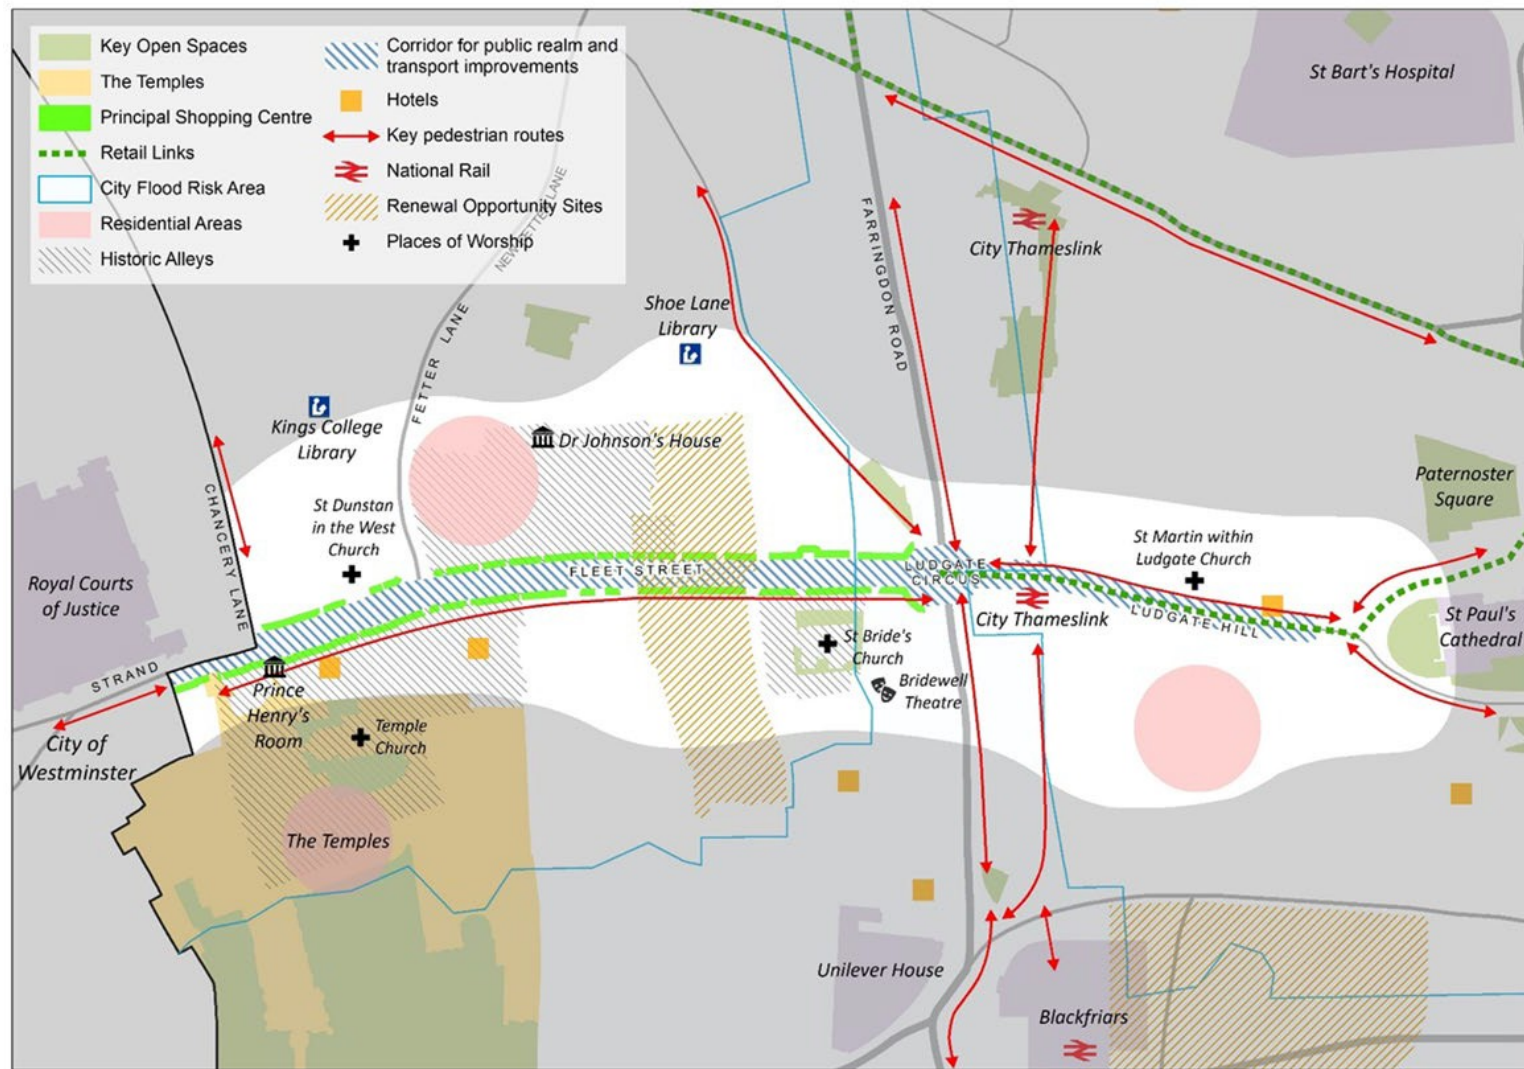 Key Open Spaces
The Temples
Principal Shopping Centre
Retail Links
City Flood Risk Area
Residential Areas
Historic Alleys
Corridor for public realm and
transport improvements
Hotels
Key pedestrian routes
National Rail
Renewal Opportunity Sites
Places of Worship
St Bart's Hospital
NEW FETTER LANE
FARRINGDON ROAD
City Thameslink
Shoe Lane
Library
FETTER LANE
Kings College
Library
Dr Johnson's House
Paternoster
Square
CHANCERY LANE
St Dunstan
in the West
Church
St Martin within
Ludgate Church
Royal Courts
of Justice
FLEET STREET
LUDGATE
CIRCUS
City Thameslink
LUDGATE HILL
St Paul's
Cathedral
STRAND
St Bride's
Church
Bridewell
Theatre
Prince
Henry's
Room
Temple
Church
City of
Westminster
The Temples
Unilever House
Blackfriars